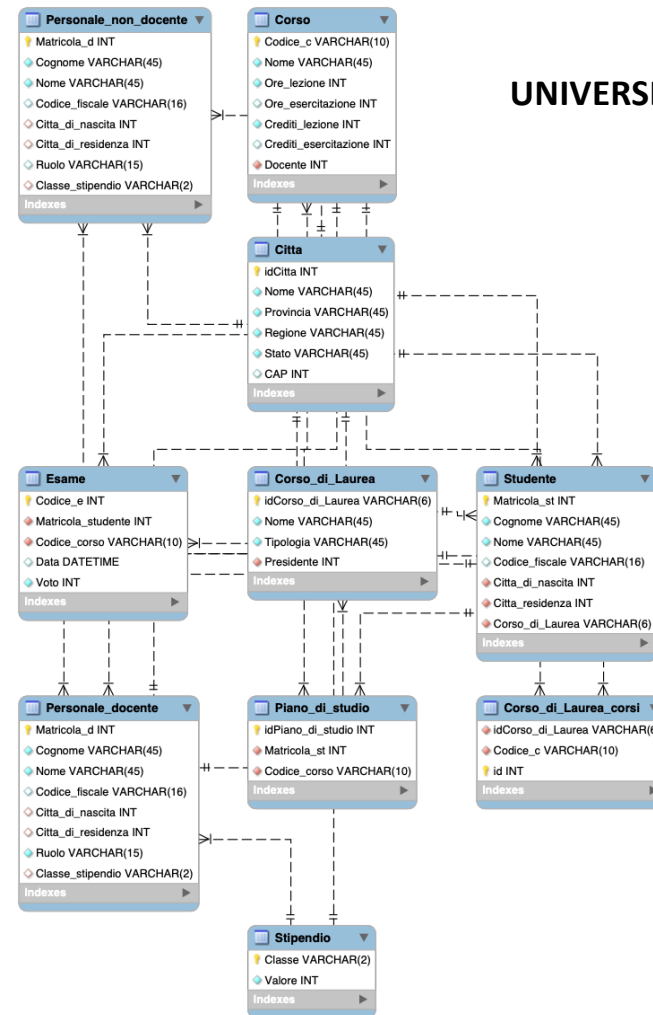 Personale_non_docente
Matricola_d INT
Cognome VARCHAR(45)
Nome VARCHAR(45)
Codice_fiscale VARCHAR(16)
Citta_di_nascita INT
Citta_di_residenza INT
Ruolo VARCHAR(15)
Classe_stipendio VARCHAR(2)
Indexes
Corso
Codice_c VARCHAR(10)
Nome VARCHAR(45)
Ore_lezione INT
Ore_esercitazione INT
Crediti_lezione INT
Crediti_esercitazione INT
Docente INT
Indexes
UNIVERSI
Citta
idCitta INT
Nome VARCHAR(45)
Provincia VARCHAR(45)
Regione VARCHAR(45)
Stato VARCHAR(45)
CAP INT
Indexes
Esame
Codice_e INT
Matricola_studente INT
Codice_corso VARCHAR(10)
Data DATETIME
Voto INT
Indexes
Corso_di_Laurea
idCorso_di_Laurea VARCHAR(6)
Nome VARCHAR(45)
Tipologia VARCHAR(45)
Presidente INT
Indexes
Studente
Matricola_st INT
Cognome VARCHAR(45)
Nome VARCHAR(45)
Codice_fiscale VARCHAR(16)
Citta_di_nascita INT
Citta_residenza INT
Corso_di_Laurea VARCHAR(6)
Indexes
Personale_docente
Matricola_d INT
Cognome VARCHAR(45)
Nome VARCHAR(45)
Codice_fiscale VARCHAR(16)
Citta_di_nascita INT
Citta_di_residenza INT
Ruolo VARCHAR(15)
Classe_stipendio VARCHAR(2)
Indexes
Piano_di_studio
idPiano_di_studio INT
Matricola_st INT
Codice_corso VARCHAR(10)
Indexes
Corso_di_Laurea_corsi
idCorso_di_Laurea VARCHAR(6
Codice_c VARCHAR(10)
id INT
Indexes
Stipendio
Classe VARCHAR(2)
Valore INT
Indexes